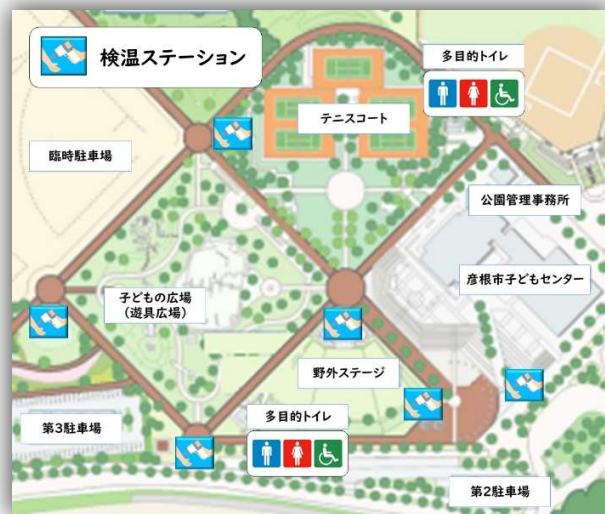 検温ステーション
多目的トイレ
テニスコート
臨時駐車場
公園管理事務所
彦根市子どもセンター
子どもの広場
(遊具広場)
野外ステージ
多目的トイレ
第3駐車場
第2駐車場